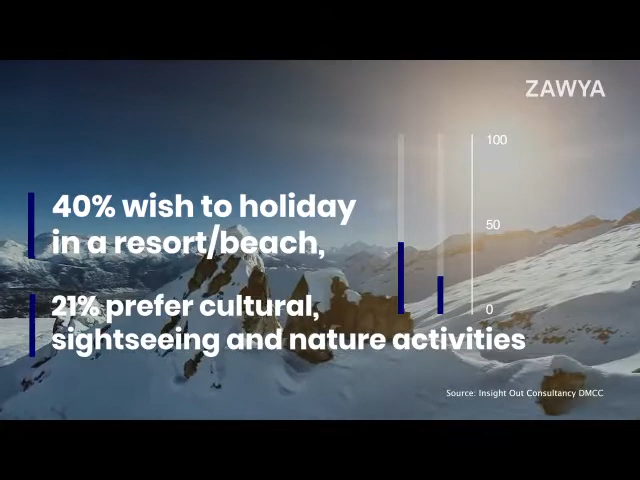 ZAWYA
100
50
0
40% wish to holiday
in a resort/beach,
21% prefer cultural,
sightseeing and nature activities
Source: Insight Out Consultancy DMCC